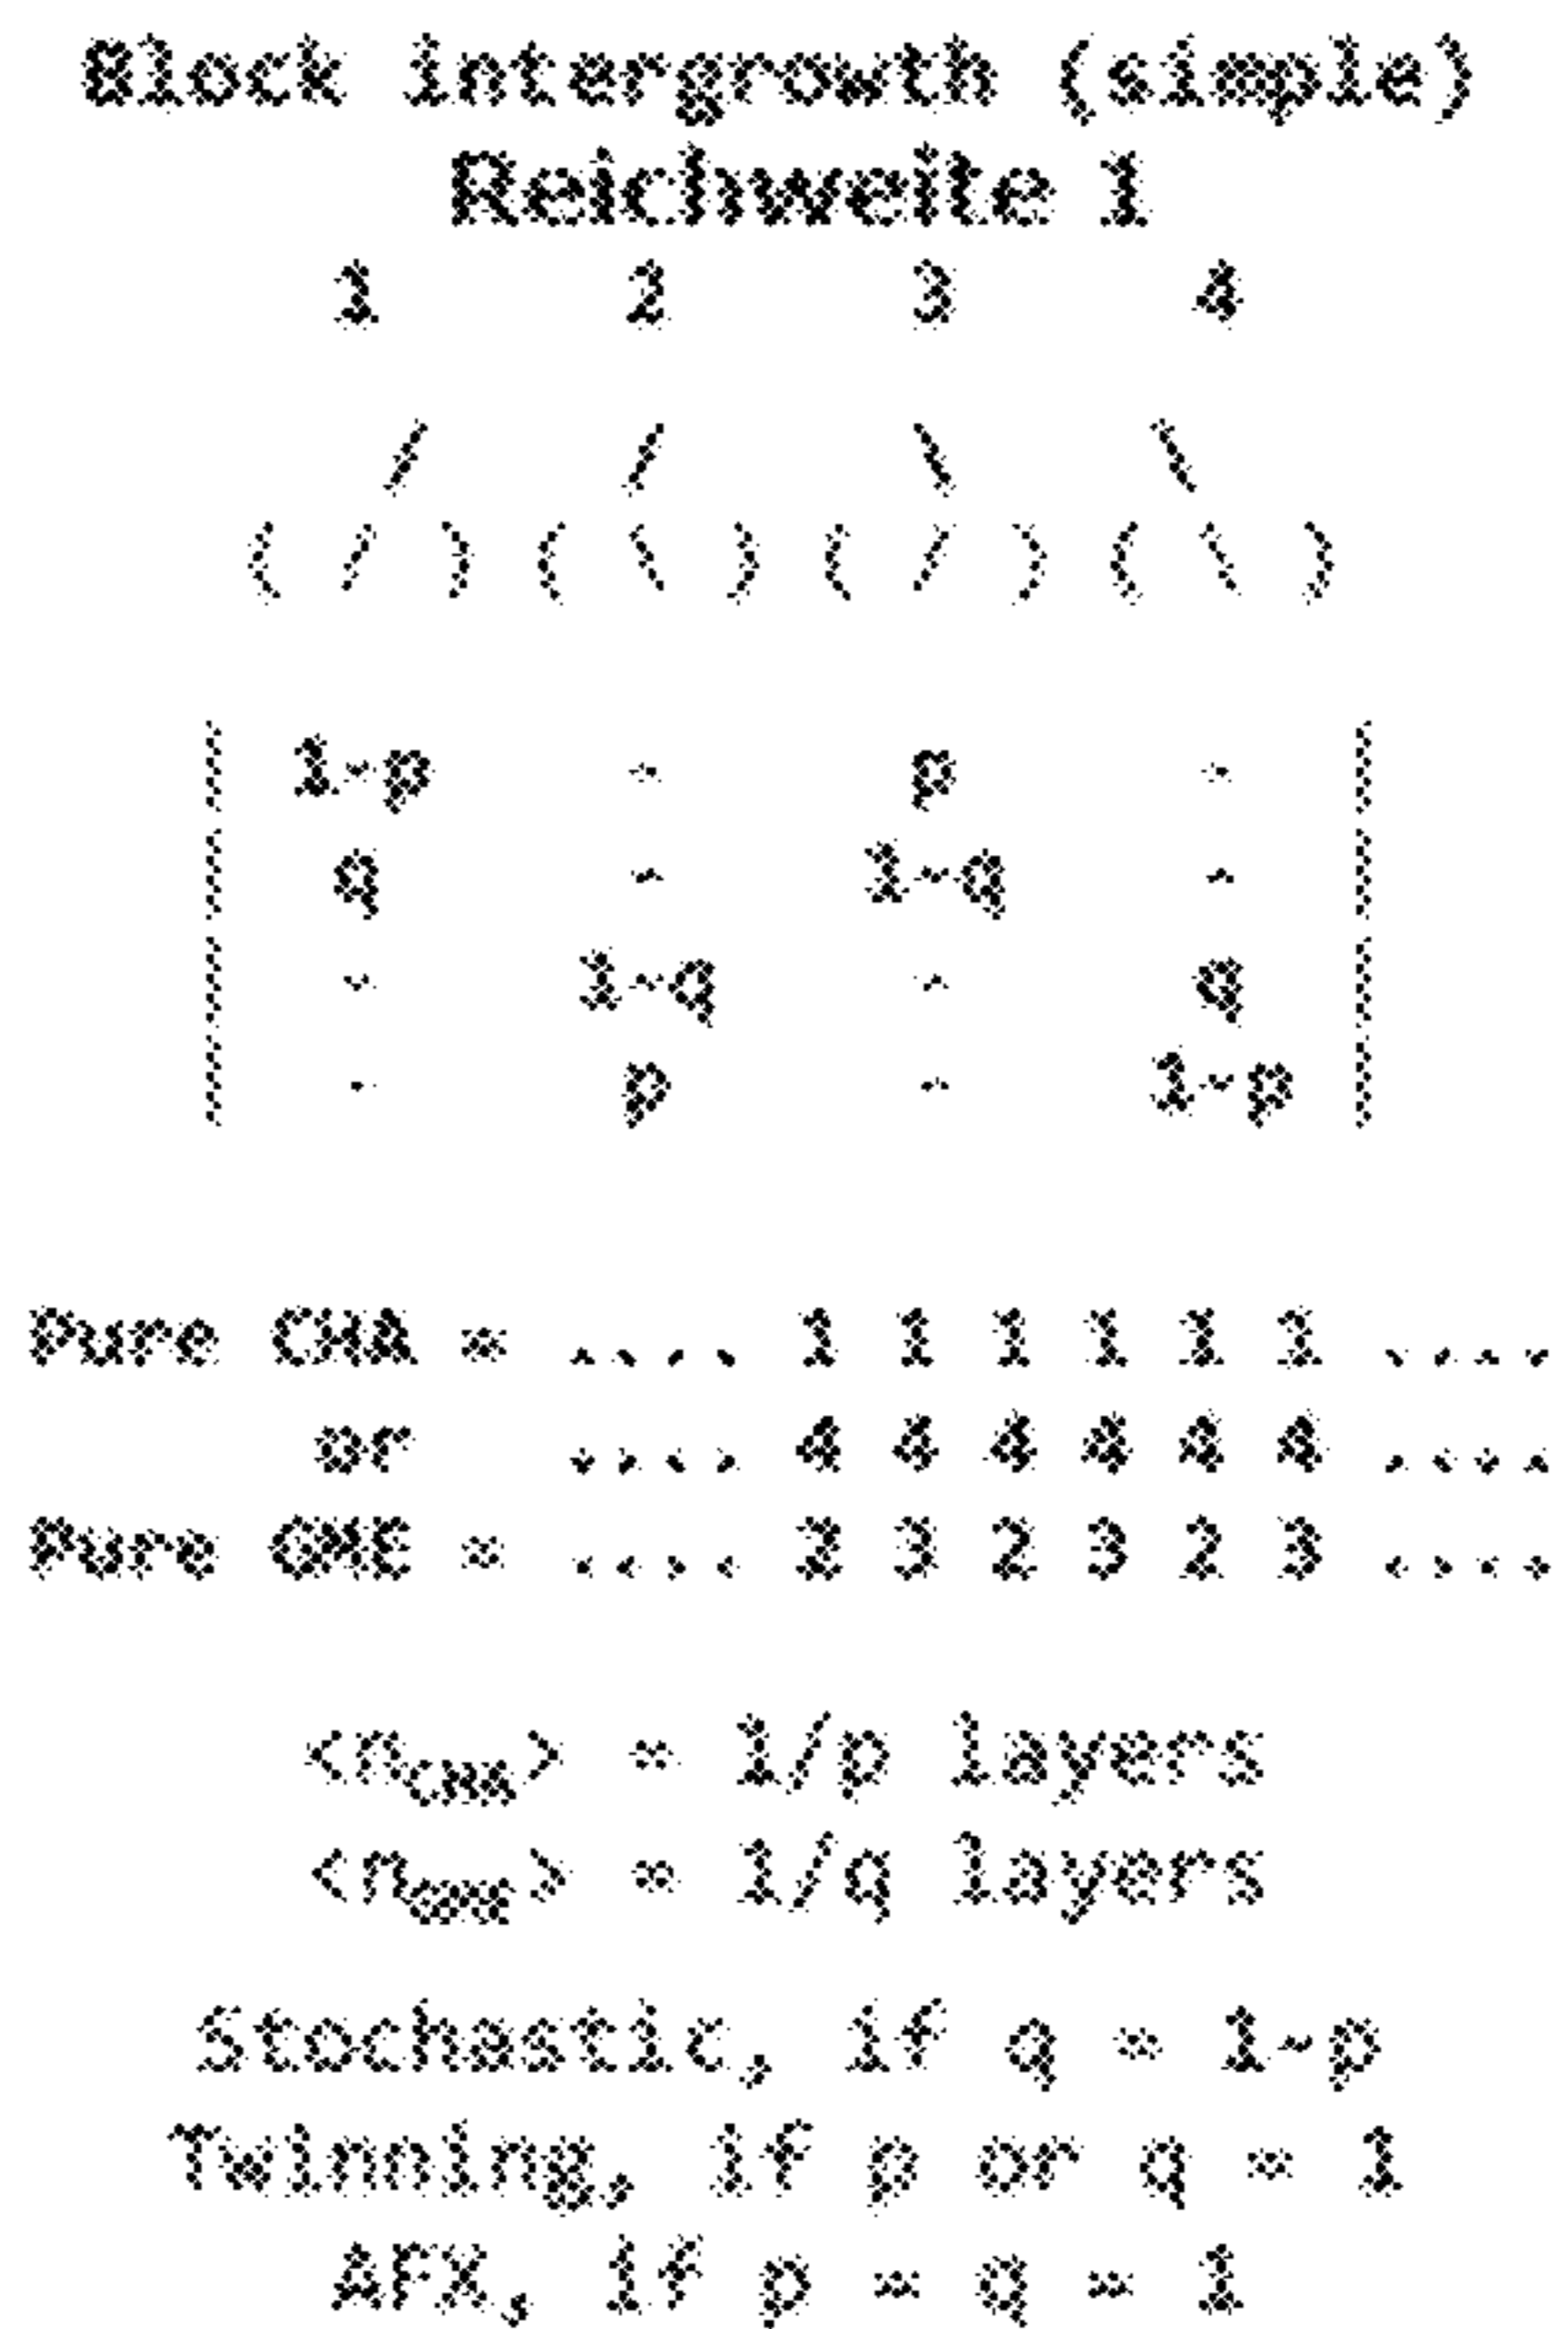 Block intergrowth (simple)
Reichweite 1
1 2 3 4
/ / \ \
( / ) ( \ ) ( / ) ( \ )
| 1-p - p - |
| q - 1-q - |
| - 1-q - q |
| - p - 1-p |
Pure CHA = .... 1 1 1 1 1 1 ....
or .... 4 4 4 4 4 4 ....
Pure GME = .... 2 3 2 3 2 3 ....
<nCHA> = 1/p layers
<nGME> = 1/q layers
Stochastic, if q = 1-p
Twinning, if p or q = 1
AFX, if p = q = 1